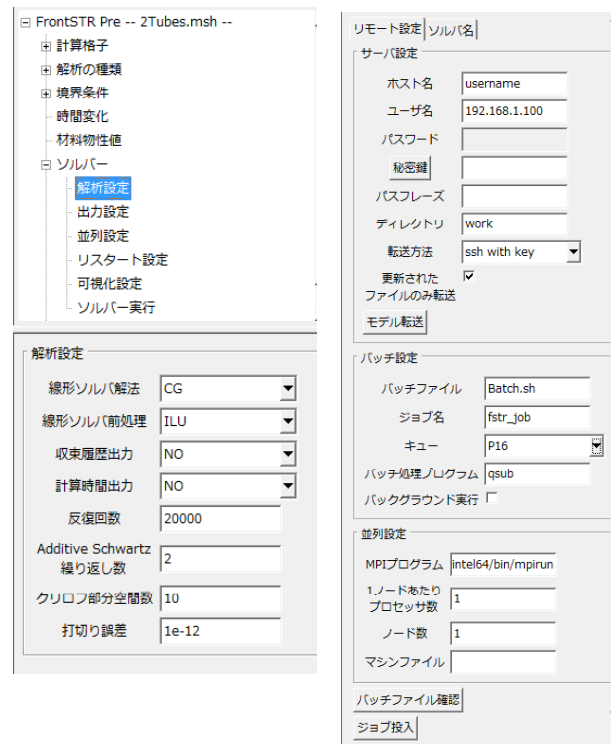 FrontSTR Pre -- 2Tubes.msh --
計算格子
解析の種類
境界条件
時間変化
材料物性値
ソルバー
解析設定
出力設定
並列設定
リスタート設定
可視化設定
ソルバー実行
解析設定
線形ソルバ解法 CG
線形ソルバ前処理 ILU
収束履歴出力 NO
計算時間出力 NO
反復回数 20000
Additive Schwartz
繰り返し数 2
クリロフ部分空間数 10
打切り誤差 1e-12
リモート設定 ソルバ名
サーバ設定
ホスト名 username
ユーザ名 192.168.1.100
パスワード
秘密鍵
パスフレーズ
ディレクトリ work
転送方法 ssh with key
更新された
ファイルのみ転送
モデル転送
バッチ設定
バッチファイル Batch.sh
ジョブ名 fstr_job
キュー P16
バッチ処理プログラム qsub
バックグラウンド実行
並列設定
MPIプログラム intel64/bin/mpirun
1ノードあたり
プロセッサ数 1
ノード数 1
マシンファイル
バッチファイル確認
ジョブ投入